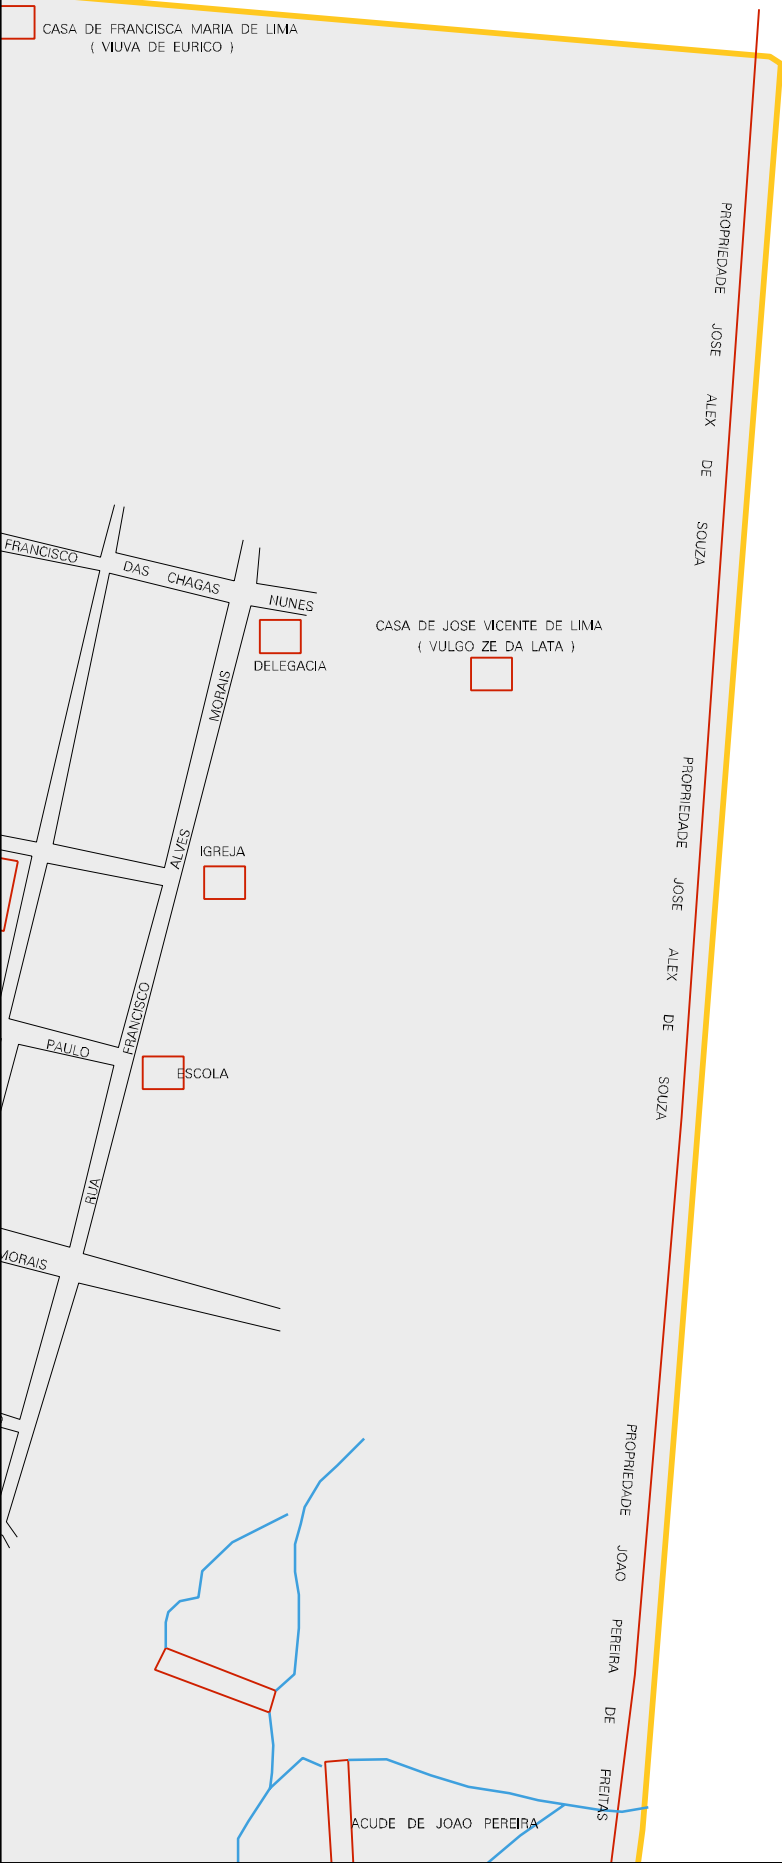 CASA DE FRANCISCA MARIA DE LIMA
( VIUVA DE EURICO )
PROPRIEDADE JOSE ALEX DE SOUZA
FRANCISCO DAS CHAGAS NUNES
CASA DE JOSE VICENTE DE LIMA
( VULGO ZE DA LATA )
DELEGACIA
PROPRIEDADE JOSE ALEX DE SOUZA
IGREJA
RUA FRANCISCO ALVES MORAIS
PAULO
ESCOLA
MORAIS
PROPRIEDADE JOAO PEREIRA DE FREITAS
ACUDE DE JOAO PEREIRA